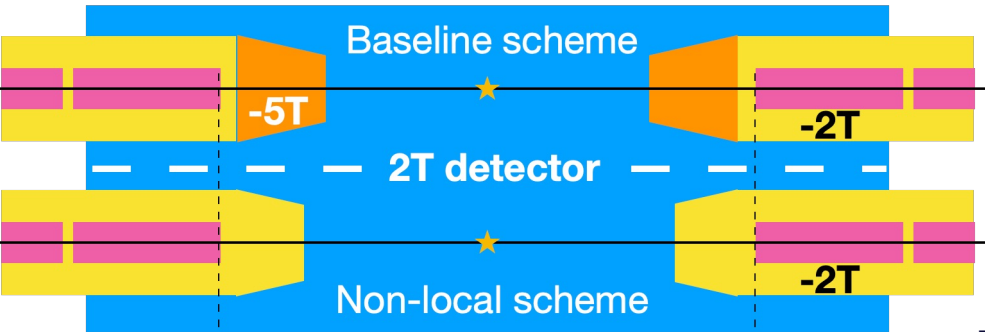 Baseline scheme
-5T
-2T
2T detector
-2T
Non-local scheme